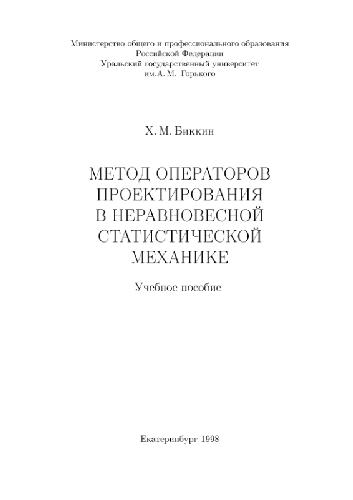 Министерство общего и профессионального образования
Российской Федерации
Уральский государственный университет
им.А. М. Горького
Х. М. Биккин
МЕТОД ОПЕРАТОРОВ
ПРОЕКТИРОВАНИЯ
В НЕРАВНОВЕСНОЙ
СТАТИСТИЧЕСКОЙ
МЕХАНИКЕ
Учебное пособие
Екатеринбург 1998